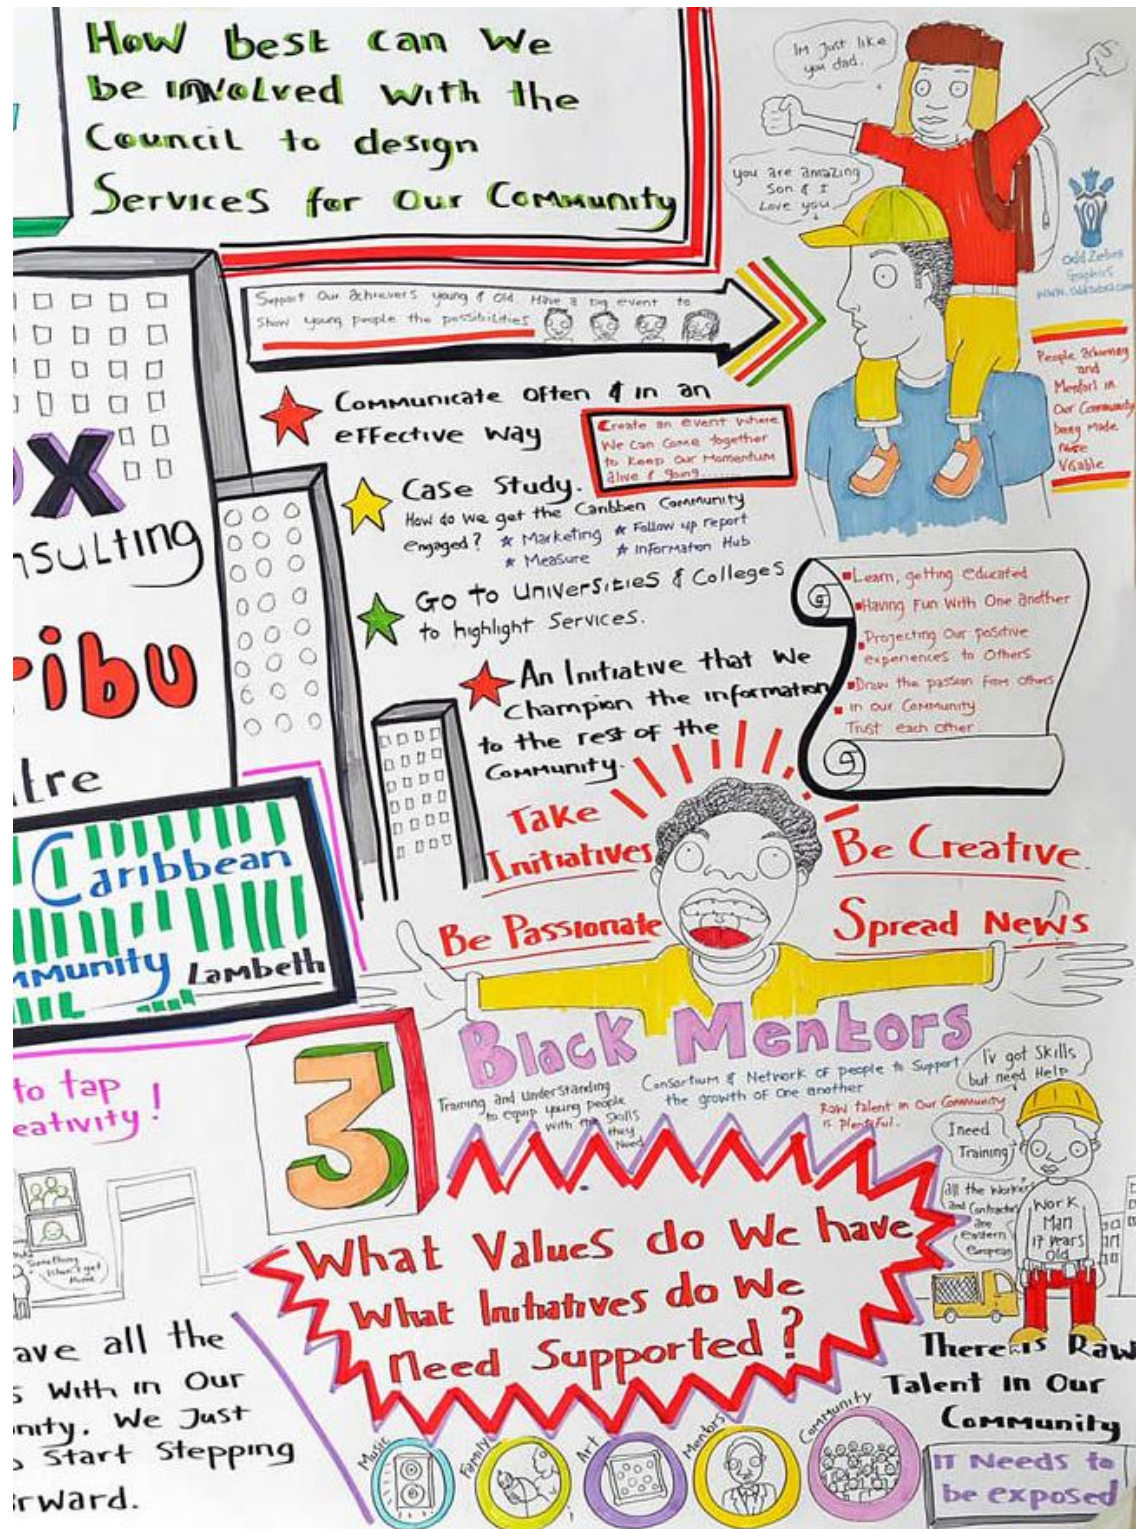 How best can We
be involved with the
Council to design
Services for Our Community
Im Just like
you dad.
you are amazing
Son & I
Love you
Odd Zebra
Graphics
Support Our achievers young & old. Have a big event to
Show young people the possibilities
People achieving
and
Mentors in
Our Community
being Made
More
Visable
Communicate Often & in an
effective Way
Create an event where
We Can Come together
to Keep Our Momentum
alive & going.
Case Study.
How do we get the Caribben Community
engaged? Marketing Follow up report
Measure Information Hub
Go to Universities & Colleges
to highlight Services.
An Initiative that We
Champion the information
to the rest of the
Community.
Learn, getting educated
Having Fun With One another
Projecting Our positive
experiences to Others
Draw the passion from others
in our Community
Trust each other
X
nsulting
ribu
tre
Caribbean
mmunity Lambeth
Take
Initiatives
Be Creative.
Be Passionate
Spread News
Black Mentors
Training and Understanding
to equip young people
with the Skills
they
Need
Consortium & Network of people to Support
the growth of One another
Raw talent in Our Community
is plentiful.
I'v got Skills
but need Help
I need
Training
all the Workers
and Contractors
are
Eastern
European
Work
Man
17 years
Old
to tap
eativity!
Something
When I get
Home
3
What Values do We have
What Initiatives do We
Need Supported?
There is Raw
Talent In Our
Community
IT Needs to
be exposed
ave all the
s With in Our
nity. We Just
o Start Stepping
rward.
Music
Family
Art
Mentors
Community